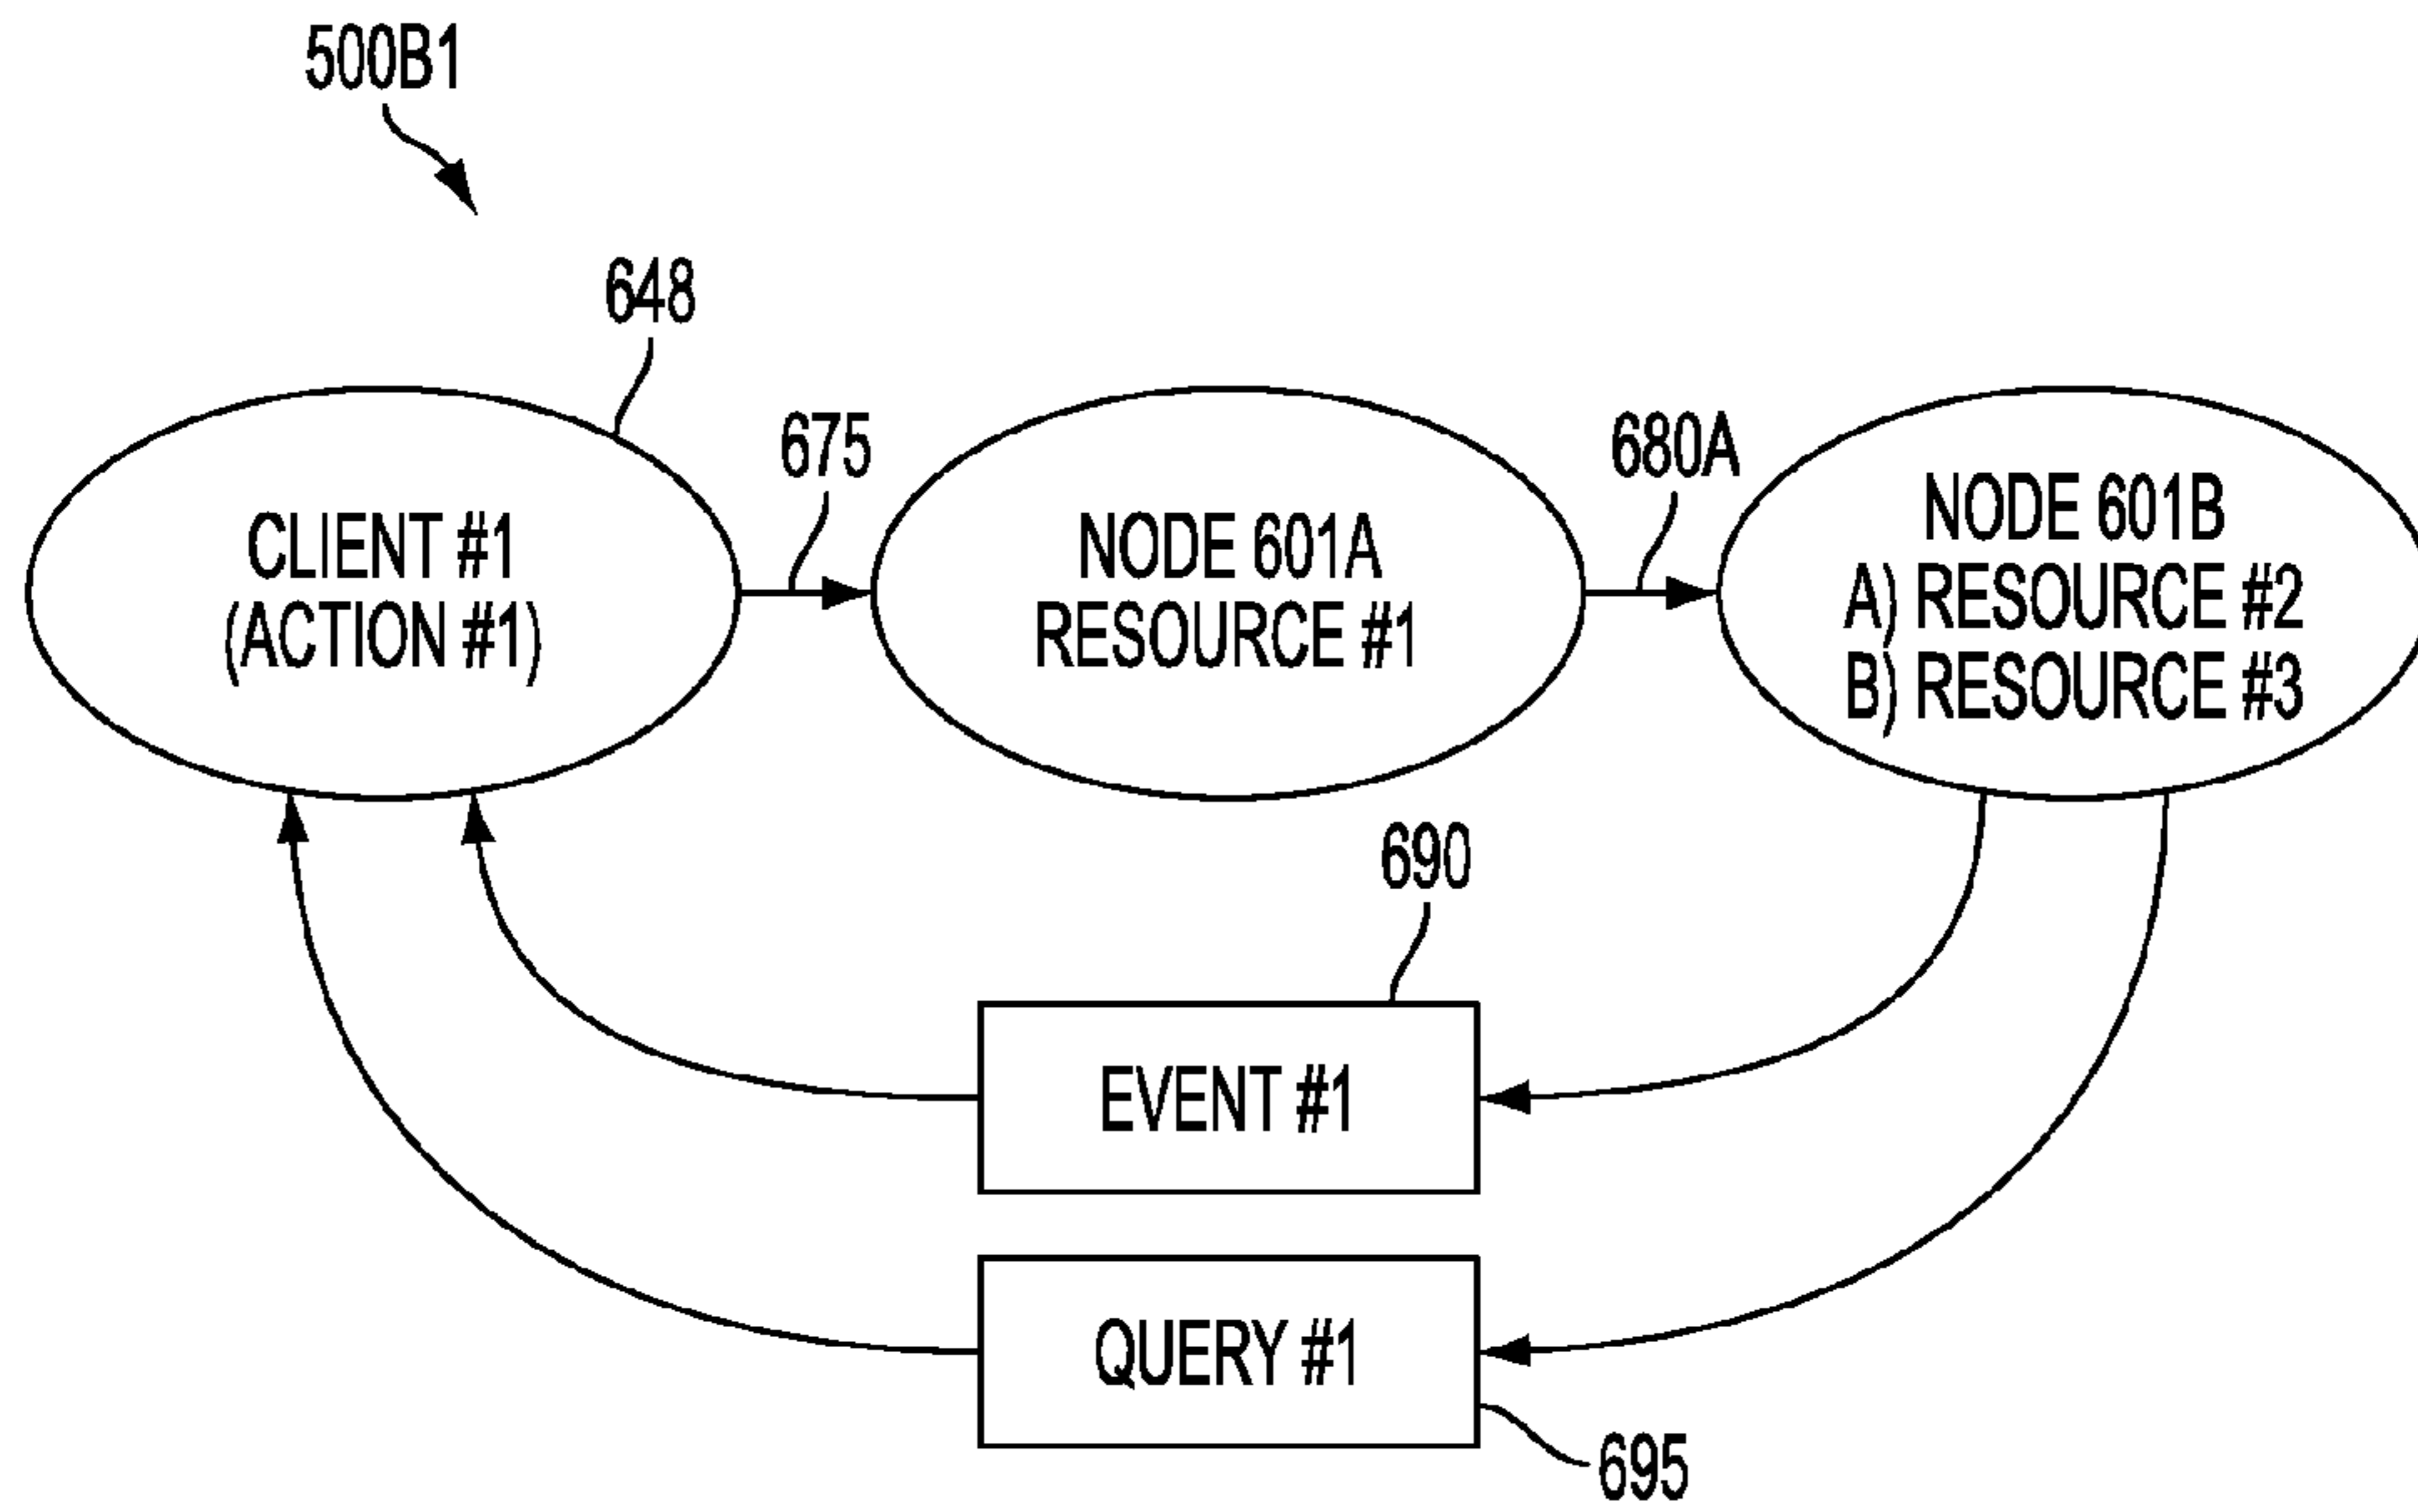 500B1
648
675
680A
CLIENT #1
(ACTION #1)
NODE 601A
RESOURCE #1
NODE 601B
A) RESOURCE #2
B) RESOURCE #3
690
EVENT #1
QUERY #1
695